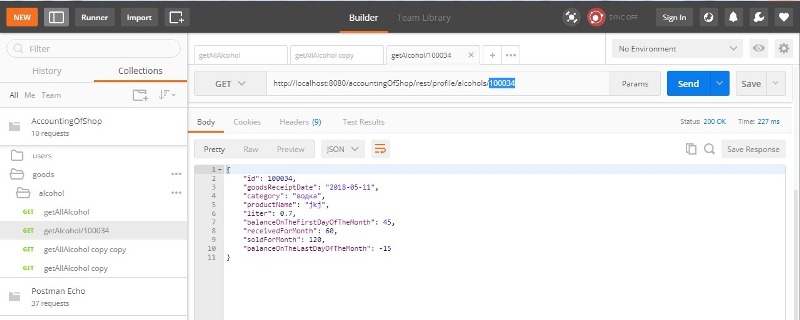 NEW Runner Import Builder Team Library SYNC OFF Sign In
Filter
History Collections
All Me Team
AccountingOfShop
10 requests
users
goods
alcohol
GET getAllAlcohol
GET getAlcohol/100034
GET getAllAlcohol copy copy
GET getAllAlcohol copy
Postman Echo
37 requests
getAllAlcohol getAllAlcohol copy getAlcohol/100034 No Environment
GET http://localhost:8080/accountingOfShop/rest/profile/alcohols/100034 Params Send Save
Body Cookies Headers (9) Test Results Status: 200 OK Time: 227 ms
Pretty Raw Preview JSON Save Response
1 {
2 "id": 100034,
3 "goodsReceiptDate": "2018-05-11",
4 "category": "водка",
5 "productName": "jkj",
6 "liter": 0.7,
7 "balanceOnTheFirstDayOfTheMonth": 45,
8 "receivedForMonth": 60,
9 "soldForMonth": 120,
10 "balanceOnTheLastDayOfTheMonth": -15
11 }